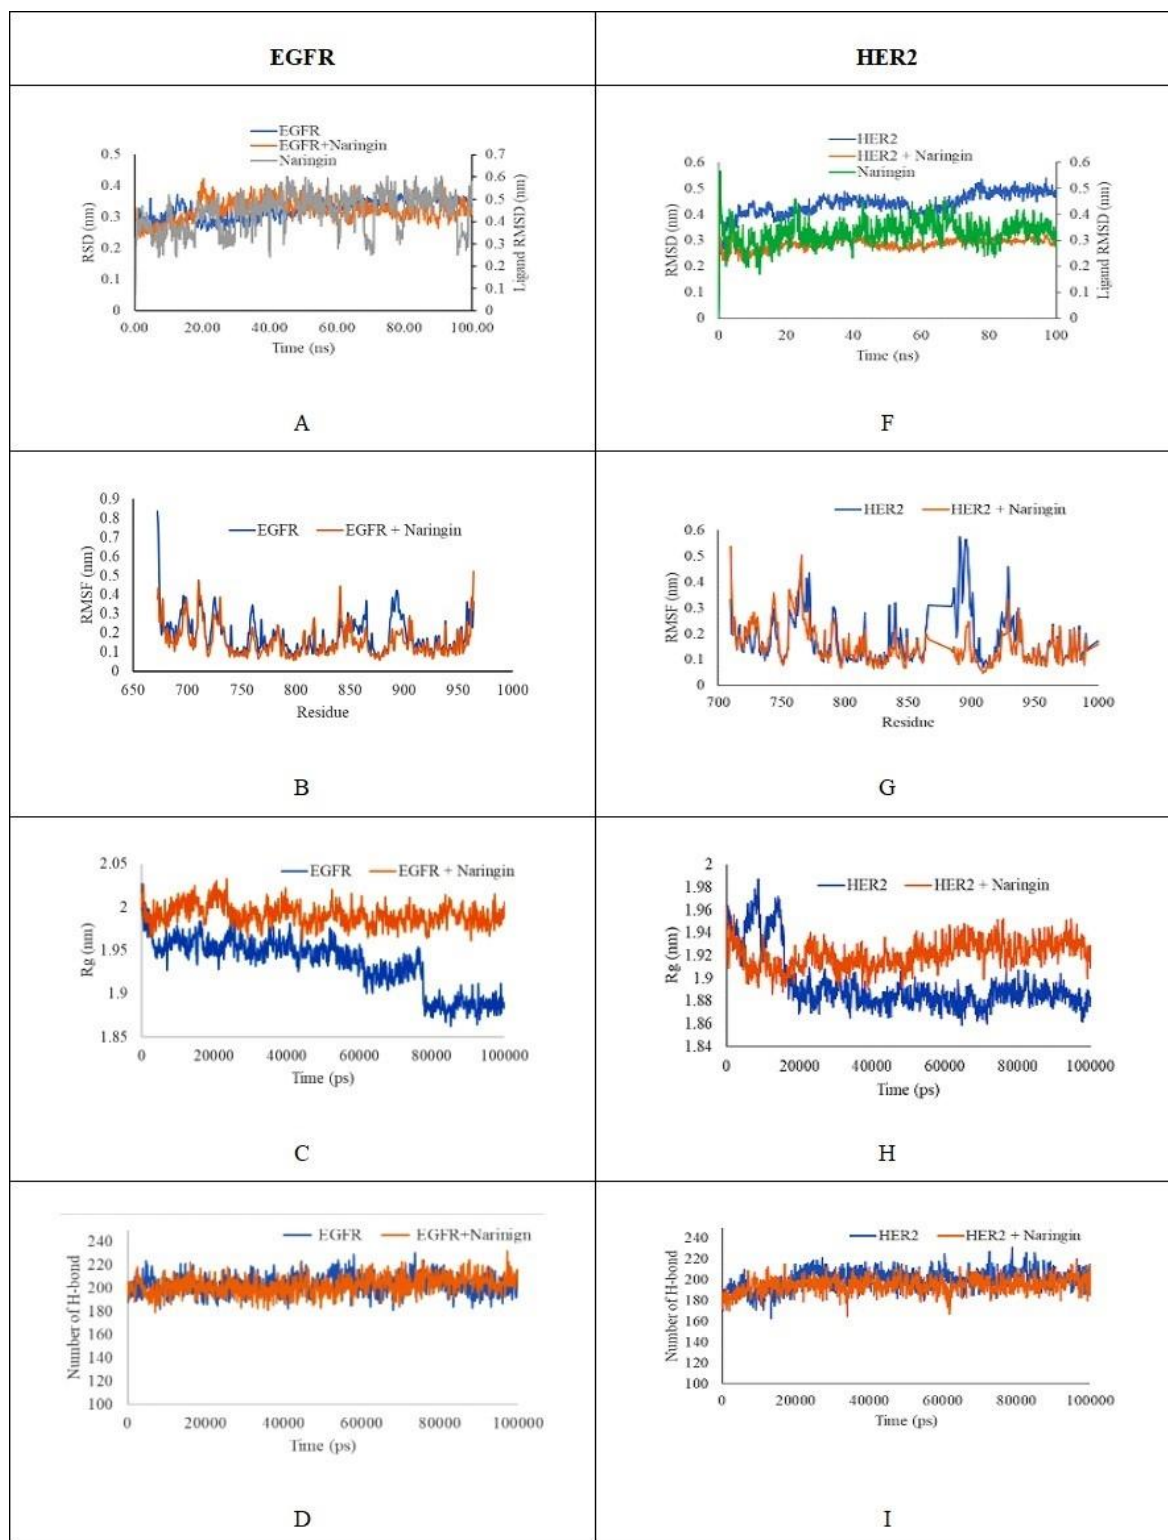 EGFR
HER2
EGFR
EGFR+Naringin
Naringin
0.5
0.4
0.3
0.2
0.1
0
0.7
0.6
0.5
0.4
0.3
0.2
0.1
0
RSD (nm)
Ligand RMSD (nm)
0.00 20.00 40.00 60.00 80.00 100.00
Time (ns)
A
HER2
HER2 + Naringin
Naringin
0.6
0.5
0.4
0.3
0.2
0.1
0
0.6
0.5
0.4
0.3
0.2
0.1
0
RMSD (nm)
Ligand RMSD (nm)
0 20 40 60 80 100
Time (ns)
F
EGFR EGFR + Naringin
0.9
0.8
0.7
0.6
0.5
0.4
0.3
0.2
0.1
0
RMSF (nm)
650 700 750 800 850 900 950 1000
Residue
B
HER2 HER2 + Naringin
0.6
0.5
0.4
0.3
0.2
0.1
0
RMSF (nm)
700 750 800 850 900 950 1000
Residue
G
EGFR EGFR + Naringin
2.05
2
1.95
1.9
1.85
Rg (nm)
0 20000 40000 60000 80000 100000
Time (ps)
C
HER2 HER2 + Naringin
2
1.98
1.96
1.94
1.92
1.9
1.88
1.86
1.84
Rg (nm)
0 20000 40000 60000 80000 100000
Time (ps)
H
EGFR EGFR+Narinign
240
220
200
180
160
140
120
100
Number of H-bond
0 20000 40000 60000 80000 100000
Time (ps)
D
HER2 HER2 + Naringin
240
220
200
180
160
140
120
100
Number of H-bond
0 20000 40000 60000 80000 100000
Time (ps)
I